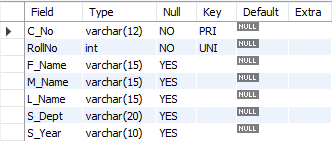 Field Type Null Key Default Extra
C_No varchar(12) NO PRI NULL
RollNo int NO UNI NULL
F_Name varchar(15) YES NULL
M_Name varchar(15) YES NULL
L_Name varchar(15) YES NULL
S_Dept varchar(20) YES NULL
S_Year varchar(10) YES NULL